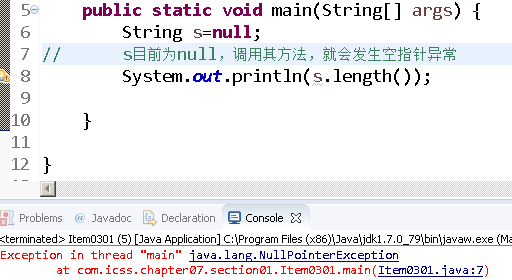 5 public static void main(String[] args) {
6 String s=null;
7 // s目前为null，调用其方法，就会发生空指针异常
8 System.out.println(s.length());
9
10 }
11
12 }
Problems @ Javadoc Declaration Console
<terminated> Item0301 (5) [Java Application] C:\Program Files (x86)\Java\jdk1.7.0_79\bin\javaw.exe (Ma
Exception in thread "main" java.lang.NullPointerException
at com.icss.chapter07.section01.Item0301.main(Item0301.java:7)